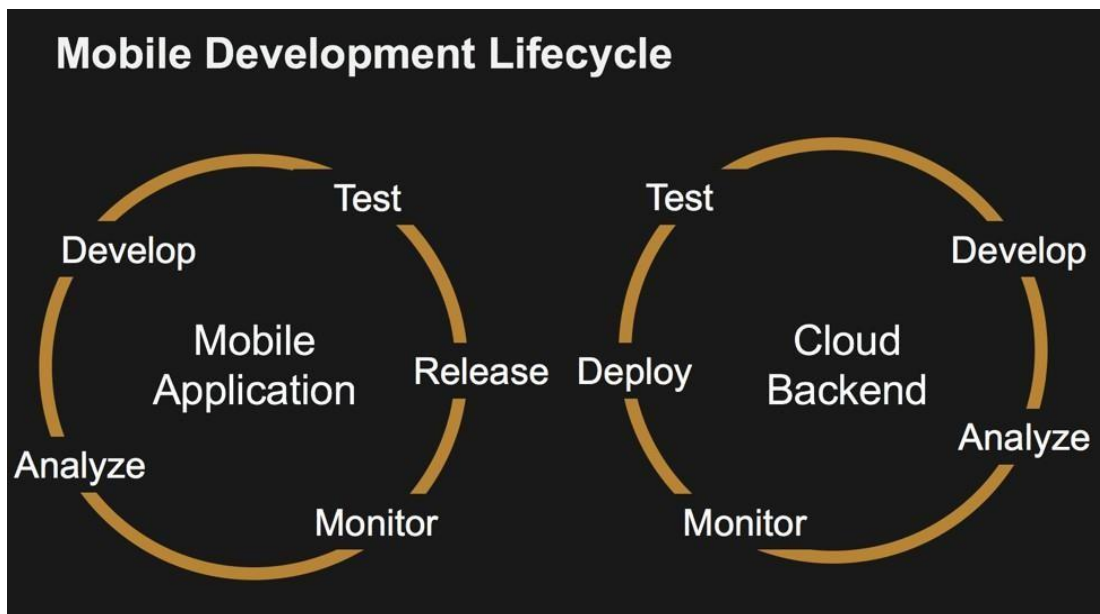 Mobile Development Lifecycle
Test
Develop
Mobile
Application
Release
Analyze
Monitor
Test
Develop
Cloud
Backend
Deploy
Analyze
Monitor